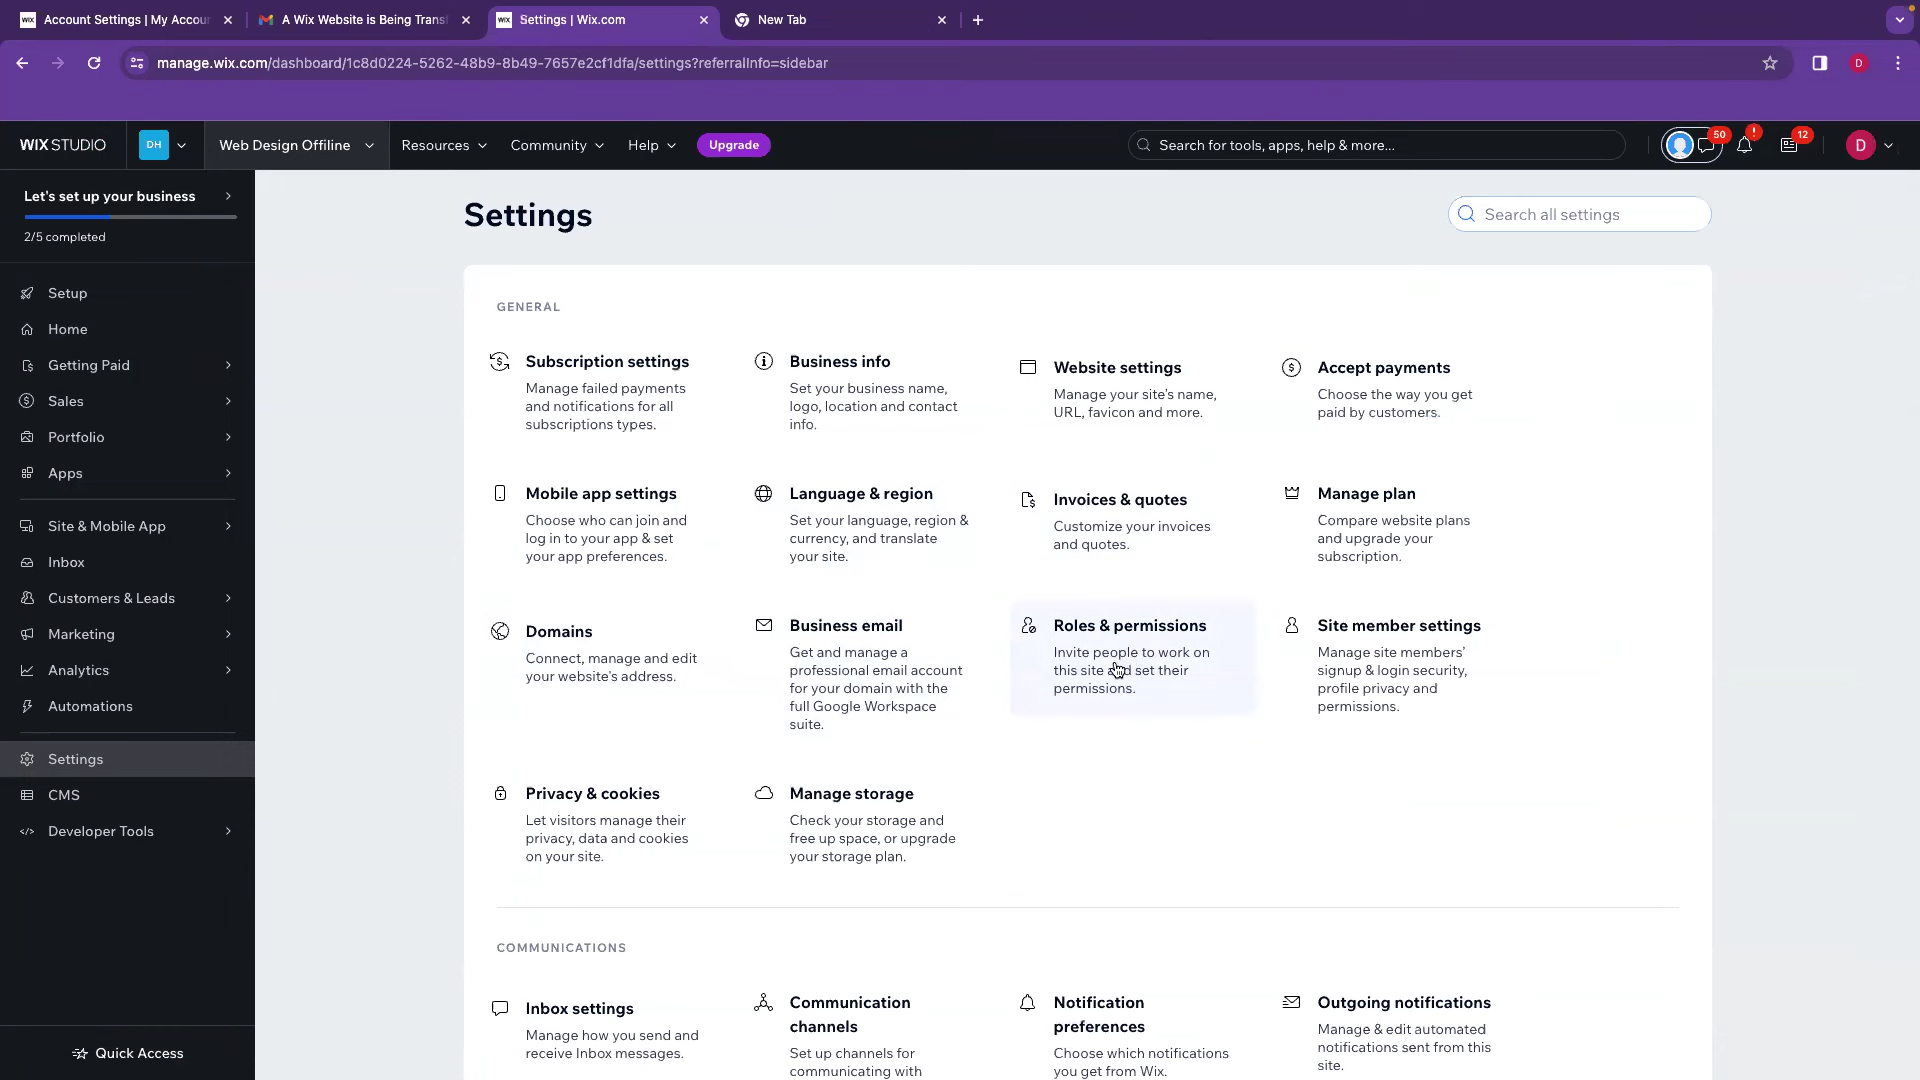 WIX Account Settings | My Accou
A Wix Website is Being Trans
WIX Settings | Wix.com
New Tab
manage.wix.com/dashboard/1c8d0224-5262-48b9-8b49-7657e2cf1dfa/settings?referralInfo=sidebar
D
WIX STUDIO
DH
Web Design Offiline
Resources
Community
Help
Upgrade
Search for tools, apps, help & more...
50
!
12
D
Let's set up your business
2/5 completed
Setup
Home
Getting Paid
Sales
Portfolio
Apps
Site & Mobile App
Inbox
Customers & Leads
Marketing
Analytics
Automations
Settings
CMS
Developer Tools
Quick Access
Settings
Search all settings
GENERAL
Subscription settings
Manage failed payments
and notifications for all
subscriptions types.
Business info
Set your business name,
logo, location and contact
info.
Website settings
Manage your site's name,
URL, favicon and more.
Accept payments
Choose the way you get
paid by customers.
Mobile app settings
Choose who can join and
log in to your app & set
your app preferences.
Language & region
Set your language, region &
currency, and translate
your site.
Invoices & quotes
Customize your invoices
and quotes.
Manage plan
Compare website plans
and upgrade your
subscription.
Domains
Connect, manage and edit
your website's address.
Business email
Get and manage a
professional email account
for your domain with the
full Google Workspace
suite.
Roles & permissions
Invite people to work on
this site and set their
permissions.
Site member settings
Manage site members'
signup & login security,
profile privacy and
permissions.
Privacy & cookies
Let visitors manage their
privacy, data and cookies
on your site.
Manage storage
Check your storage and
free up space, or upgrade
your storage plan.
COMMUNICATIONS
Inbox settings
Manage how you send and
receive Inbox messages.
Communication
channels
Set up channels for
communicating with
Notification
preferences
Choose which notifications
you get from Wix.
Outgoing notifications
Manage & edit automated
notifications sent from this
site.